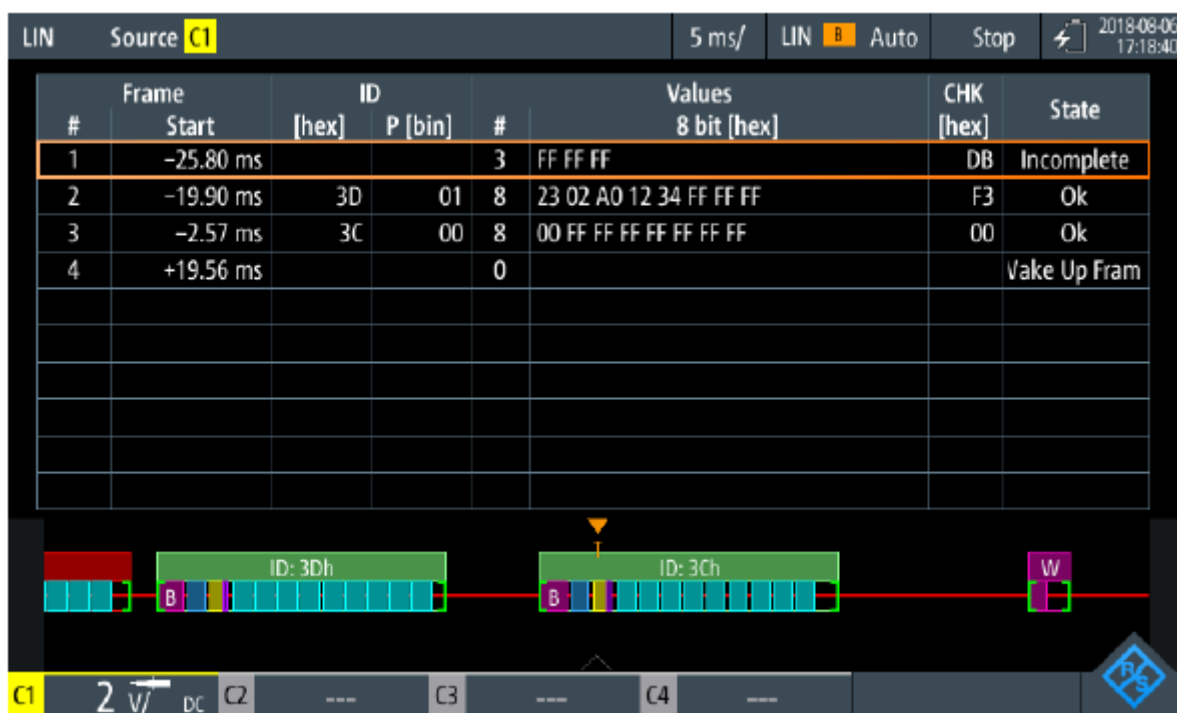 LIN Source C1 5 ms/ LIN B Auto Stop 2018-08-06
17:18:40
Frame ID Values CHK State
# Start [hex] P [bin] # 8 bit [hex] [hex]
1 −25.80 ms 3 FF FF FF DB Incomplete
2 −19.90 ms 3D 01 8 23 02 A0 12 34 FF FF FF F3 Ok
3 −2.57 ms 3C 00 8 00 FF FF FF FF FF FF FF 00 Ok
4 +19.56 ms 0 Wake Up Fram
T
ID: 3Dh ID: 3Ch W
B B
R&S
C1 2 V/ DC C2 --- C3 --- C4 ---